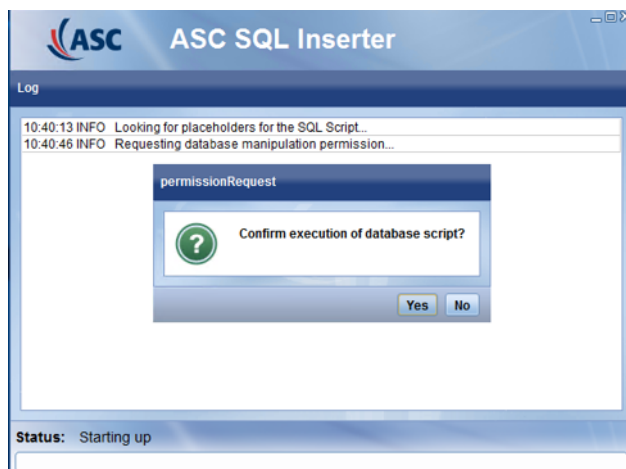 ASC ASC SQL Inserter
Log
10:40:13 INFO Looking for placeholders for the SQL Script...
10:40:46 INFO Requesting database manipulation permission...
permissionRequest
? Confirm execution of database script?
Yes No
Status: Starting up